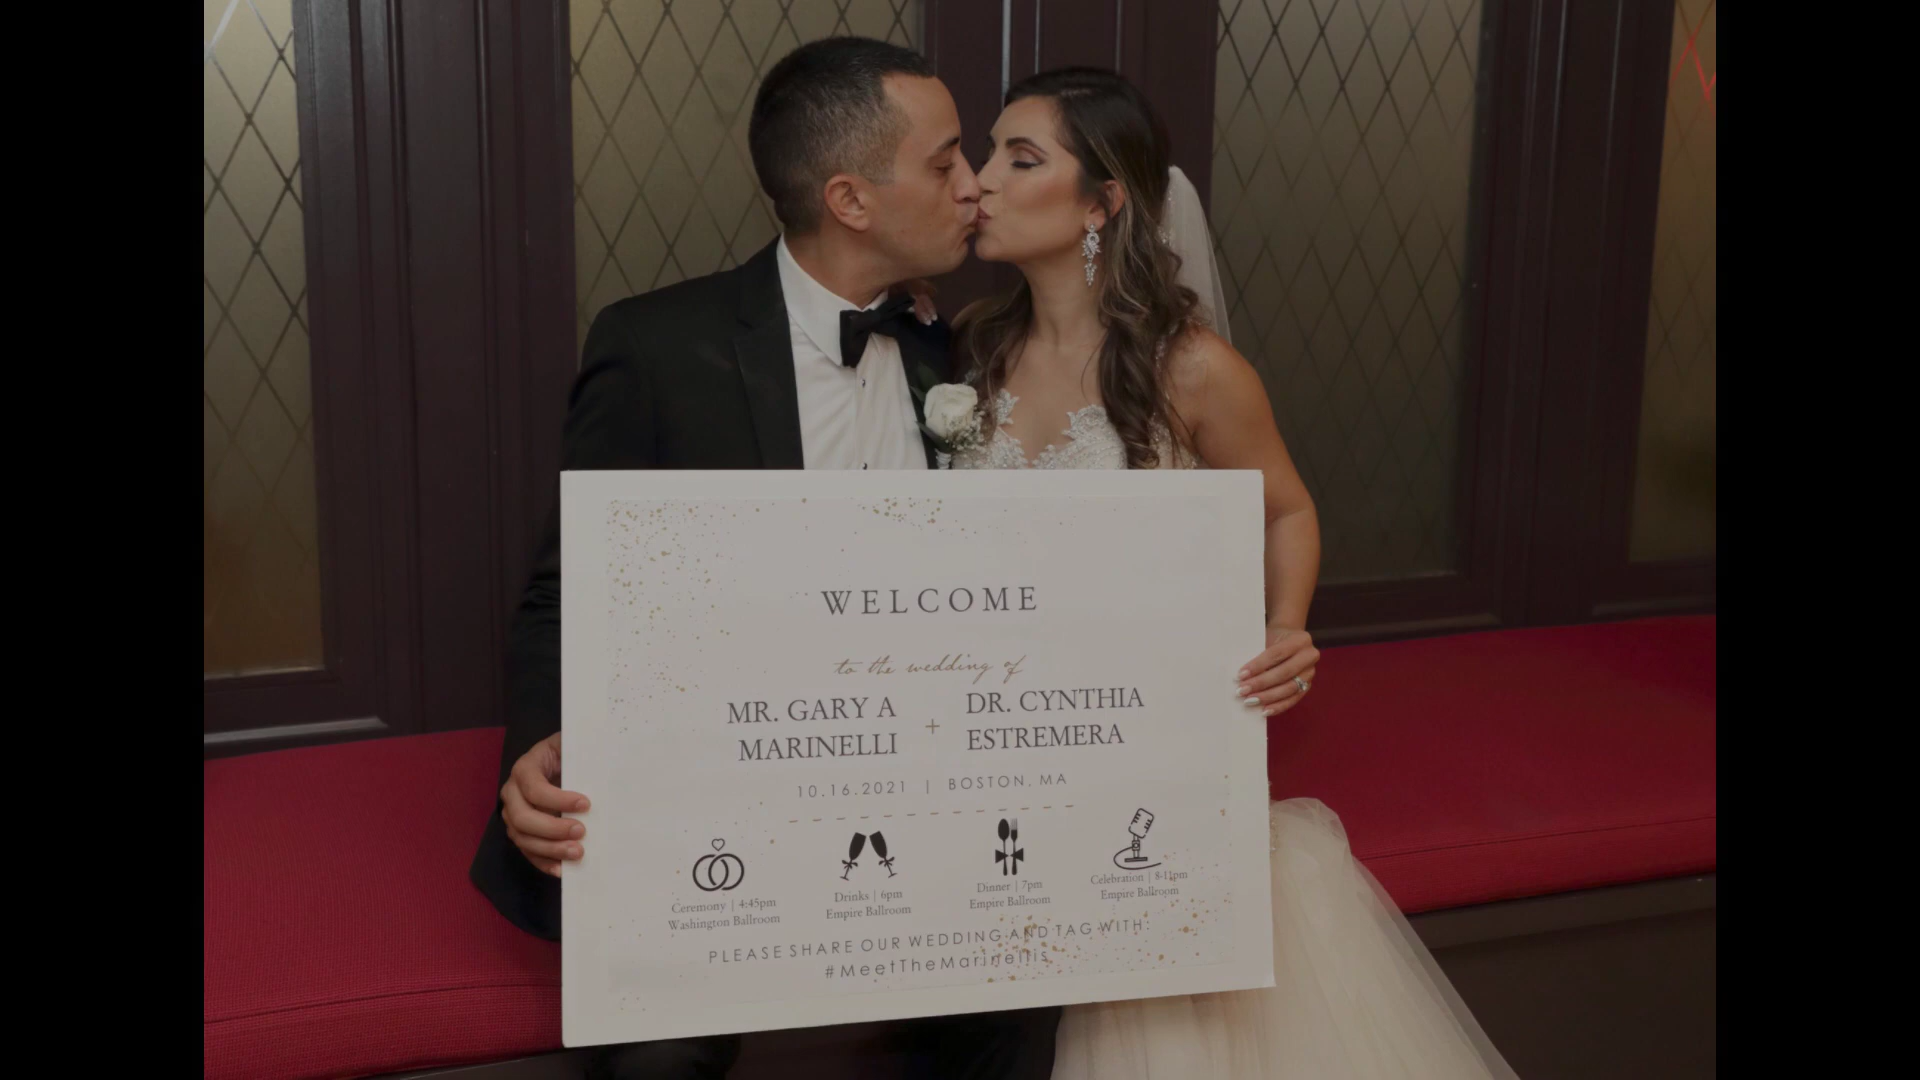 WELCOME
to the wedding of
MR. GARY A
MARINELLI
+
DR. CYNTHIA
ESTREMERA
10.16.2021 | BOSTON, MA
Ceremony | 4:45pm
Washington Ballroom
Drinks | 6pm
Empire Ballroom
Dinner | 7pm
Empire Ballroom
Celebration | 8-11pm
Empire Ballroom
PLEASE SHARE OUR WEDDING AND TAG WITH:
#MeetTheMarinellis